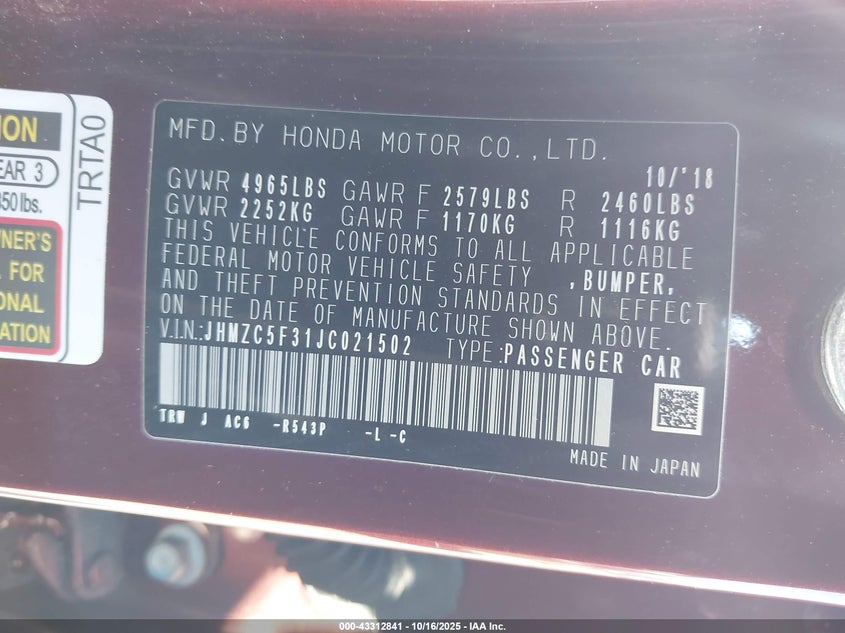 ION
EAR 3
350 lbs.
NER'S
FOR
ONAL
ATION
TRTA0
MFD. BY HONDA MOTOR CO., LTD.
10/'18
GVWR 4965LBS GAWR F 2579LBS R 2460LBS
GVWR 2252KG GAWR F 1170KG R 1116KG
THIS VEHICLE CONFORMS TO ALL APPLICABLE
FEDERAL MOTOR VEHICLE SAFETY ,BUMPER,
AND THEFT PREVENTION STANDARDS IN EFFECT
ON THE DATE OF MANUFACTURE SHOWN ABOVE.
V.I.N.:JHMZC5F31JC021502 TYPE:PASSENGER CAR
TRW J AC6 -R543P -L -C
MADE IN JAPAN
000-43312841 - 10/16/2025 - IAA Inc.